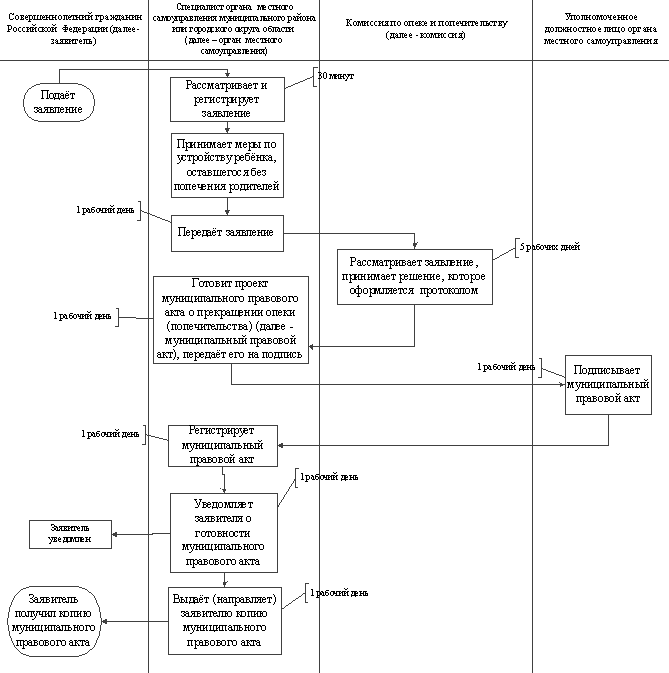 Совершеннолетний гражданин
Российской Федерации (далее-
заявитель)
Специалист органа местного
самоуправления муниципального района
или городского округа области
(далее – орган местного
самоуправления)
Комиссия по опеке и попечительству
(далее - комиссия)
Уполномоченное
должностное лицо органа
местного самоуправления
Подаёт
заявление
Рассматривает и
регистрирует
заявление
30 минут
Принимает меры по
устройству ребёнка,
оставшегося без
попечения родителей
1 рабочий день
Передаёт заявление
5 рабочих дней
Рассматривает заявление,
принимает решение, которое
оформляется протоколом
Готовит проект
муниципального правового
акта о прекращении опеки
(попечительства) (далее -
муниципальный правовой
акт), передаёт его на подпись
1 рабочий день
1 рабочий день
Подписывает
муниципальный
правовой акт
1 рабочий день
Регистрирует
муниципальный
правовой акт
1 рабочий день
Уведомляет
заявителя о
готовности
муниципального
правового акта
Заявитель
уведомлен
1 рабочий день
Выдаёт (направляет)
заявителю копию
муниципального
правового акта
Заявитель
получил копию
муниципального
правового акта